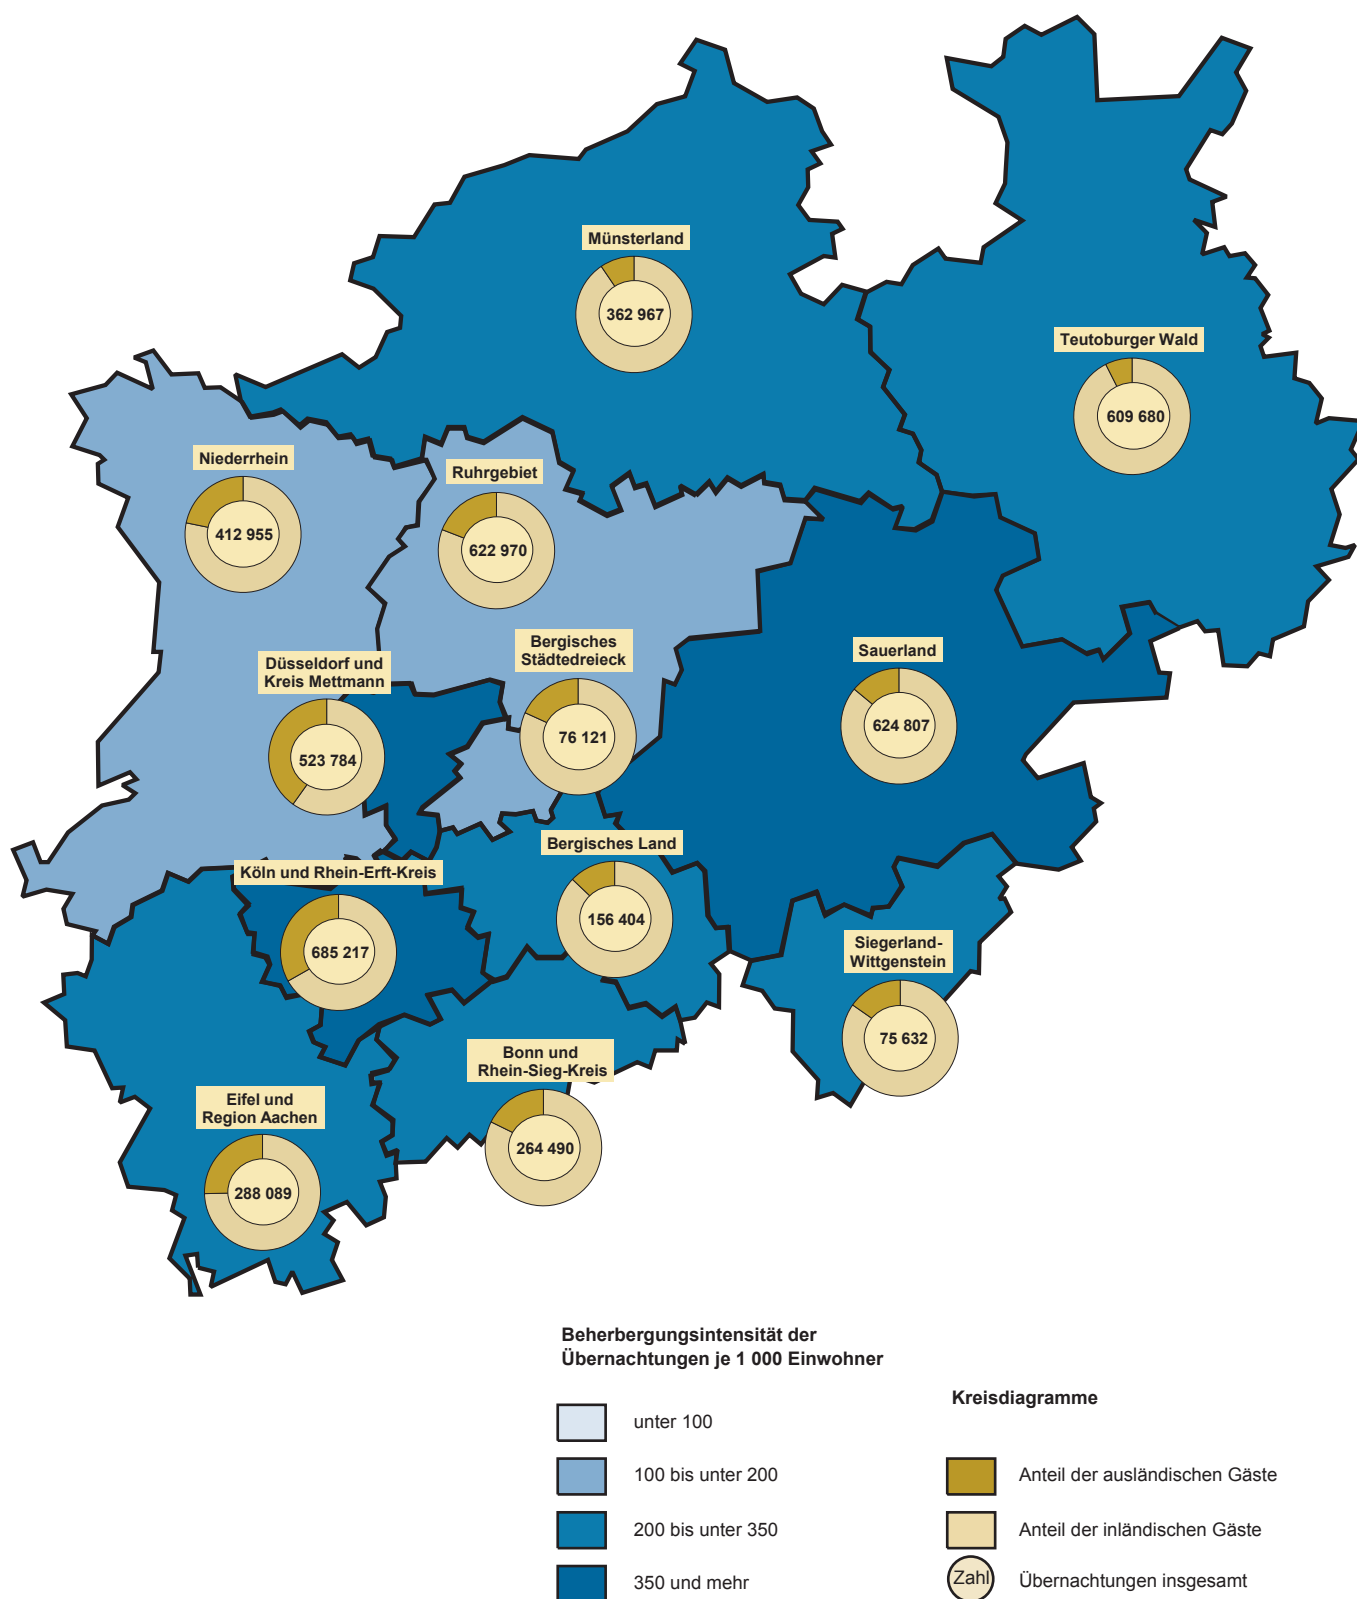 Münsterland
362 967
Teutoburger Wald
609 680
Niederrhein
412 955
Ruhrgebiet
622 970
Bergisches
Städtedreieck
76 121
Düsseldorf und
Kreis Mettmann
523 784
Sauerland
624 807
Bergisches Land
156 404
Köln und Rhein-Erft-Kreis
685 217
Siegerland-
Wittgenstein
75 632
Bonn und
Rhein-Sieg-Kreis
264 490
Eifel und
Region Aachen
288 089
Beherbergungsintensität der
Übernachtungen je 1 000 Einwohner
unter 100
100 bis unter 200
200 bis unter 350
350 und mehr
Kreisdiagramme
Anteil der ausländischen Gäste
Anteil der inländischen Gäste
Zahl Übernachtungen insgesamt